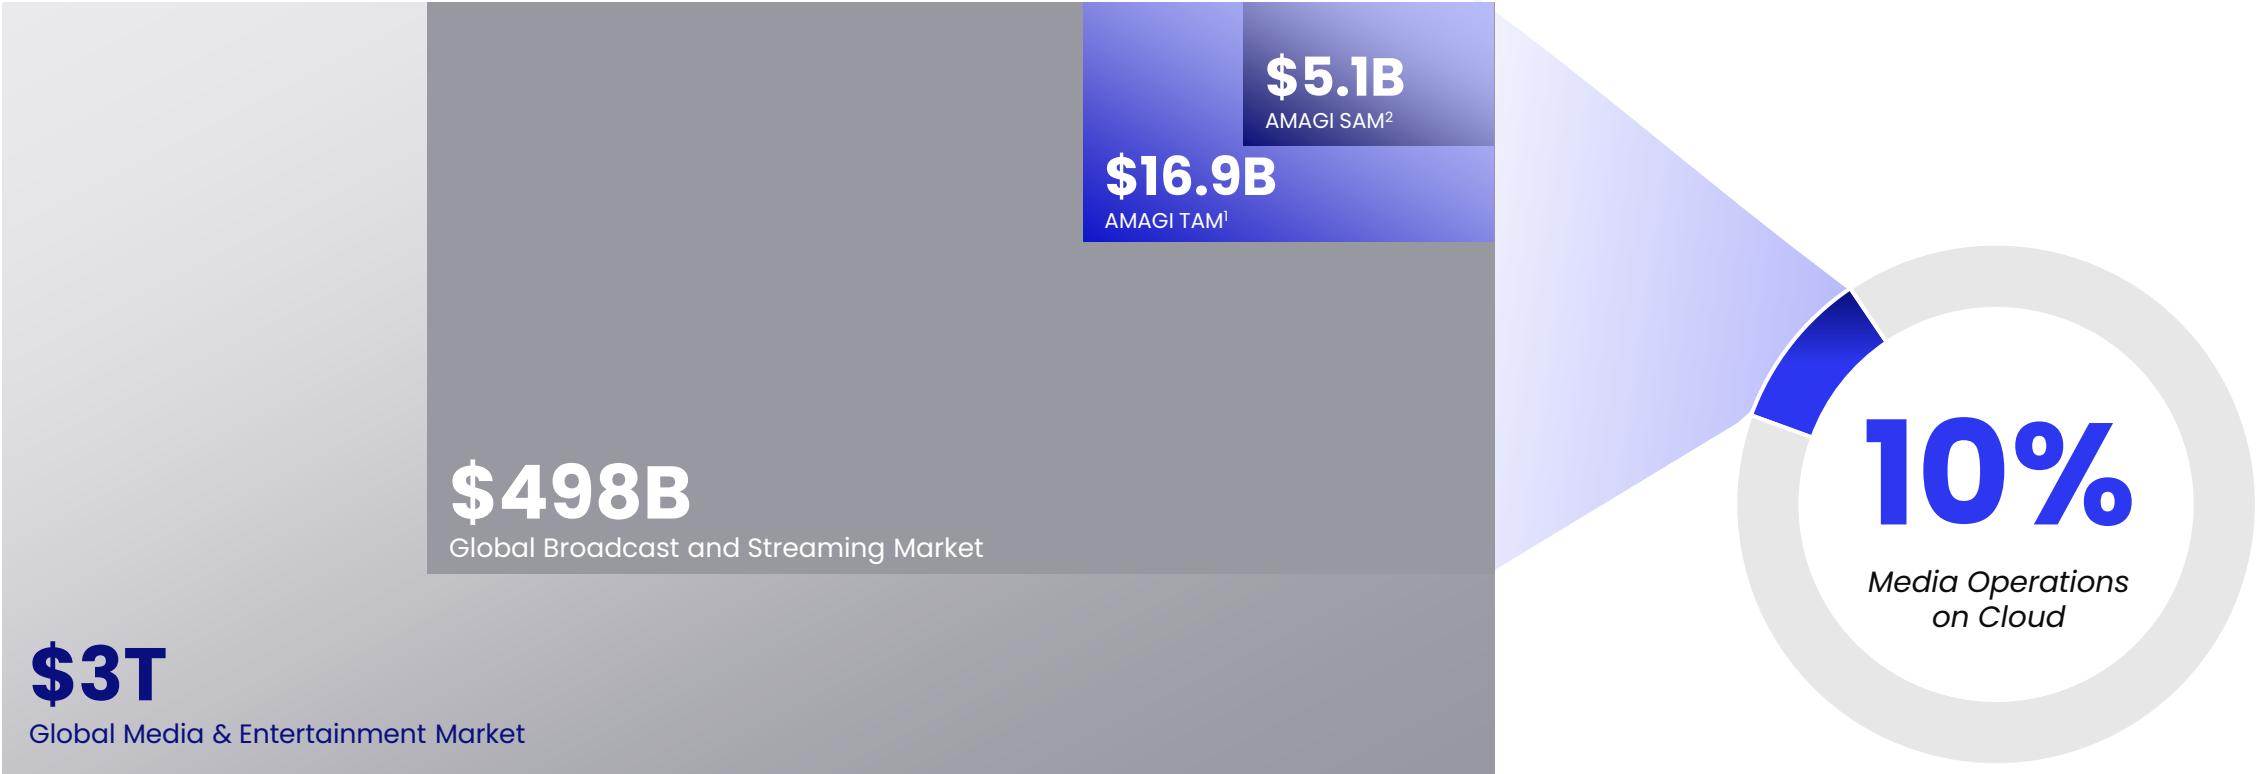 $5.1B
AMAGI SAM²
$16.9B
AMAGI TAM¹
$498B
Global Broadcast and Streaming Market
$3T
Global Media & Entertainment Market
10%
Media Operations
on Cloud